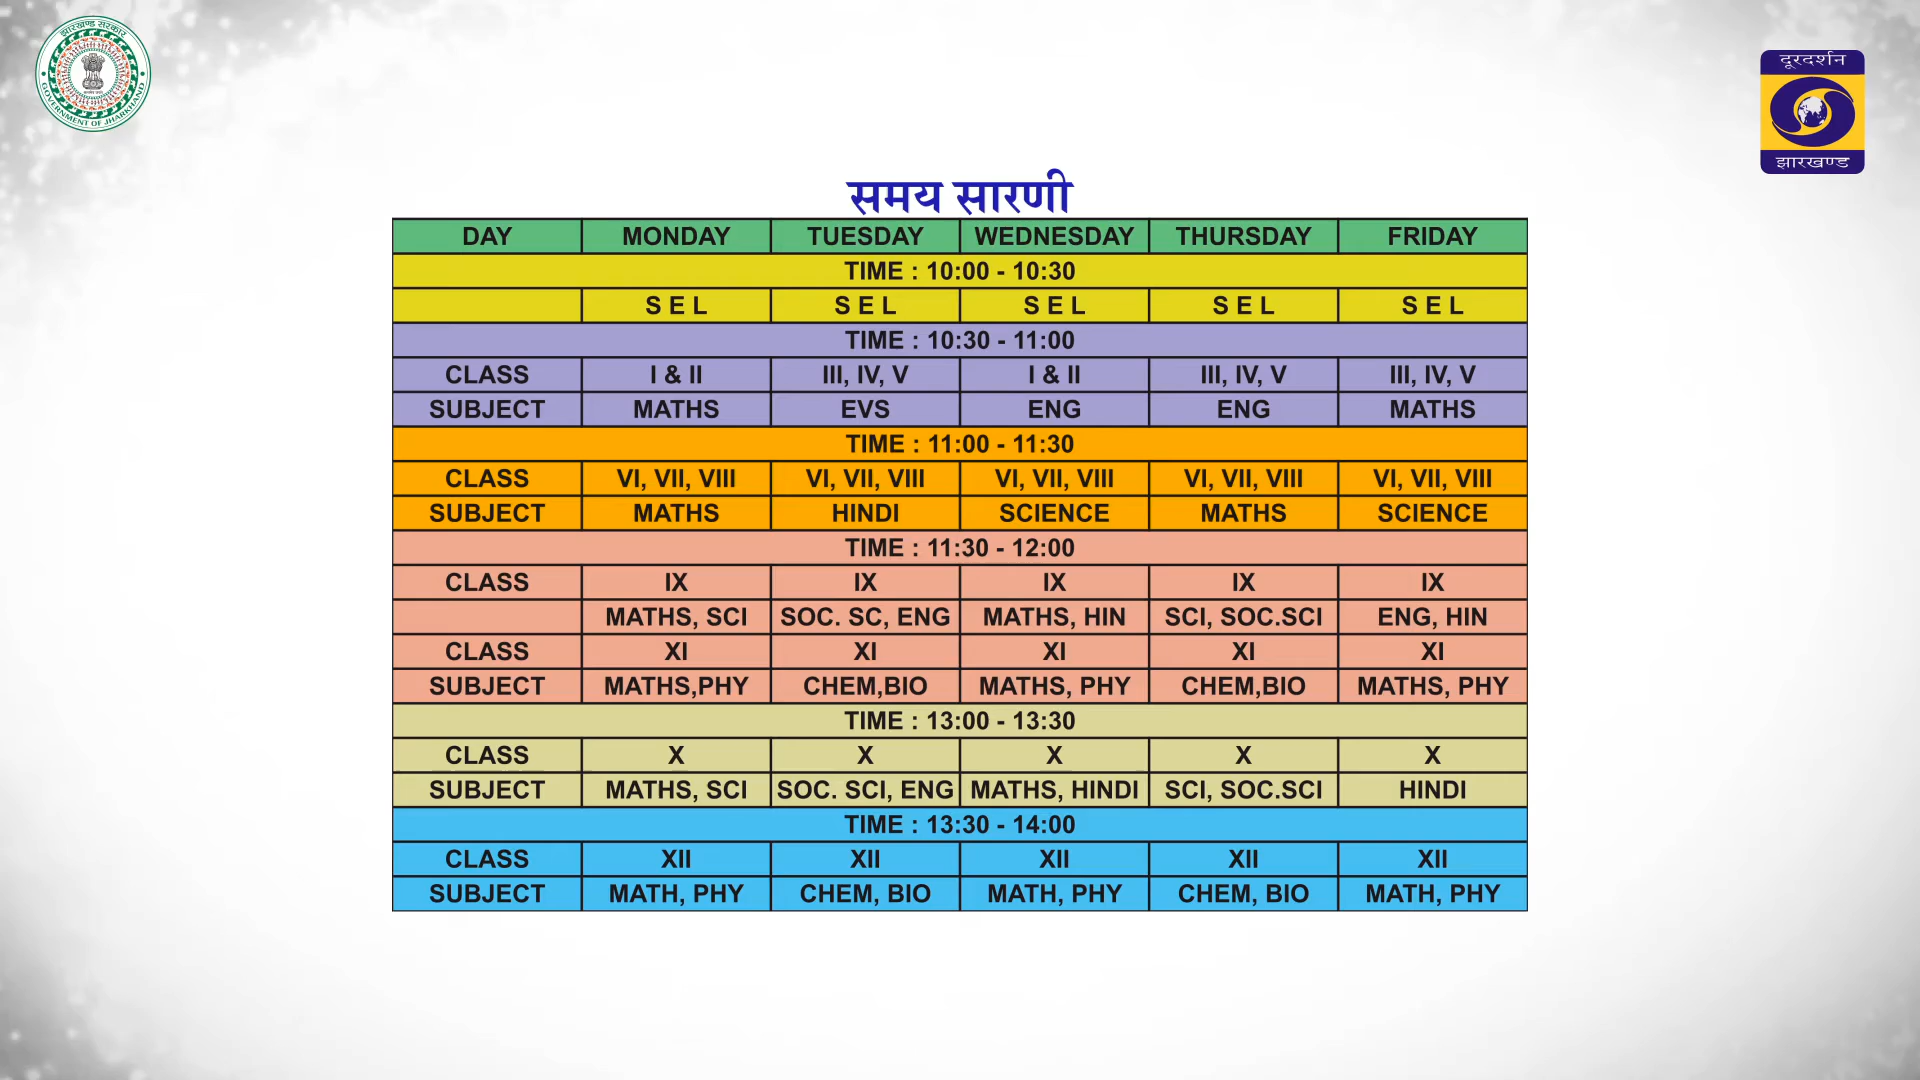 झारखण्ड सरकार
GOVERNMENT OF JHARKHAND
दूरदर्शन
झारखण्ड
समय सारणी
DAY MONDAY TUESDAY WEDNESDAY THURSDAY FRIDAY
TIME : 10:00 - 10:30
S E L S E L S E L S E L S E L
TIME : 10:30 - 11:00
CLASS I & II III, IV, V I & II III, IV, V III, IV, V
SUBJECT MATHS EVS ENG ENG MATHS
TIME : 11:00 - 11:30
CLASS VI, VII, VIII VI, VII, VIII VI, VII, VIII VI, VII, VIII VI, VII, VIII
SUBJECT MATHS HINDI SCIENCE MATHS SCIENCE
TIME : 11:30 - 12:00
CLASS IX IX IX IX IX
MATHS, SCI SOC. SC, ENG MATHS, HIN SCI, SOC.SCI ENG, HIN
CLASS XI XI XI XI XI
SUBJECT MATHS,PHY CHEM,BIO MATHS, PHY CHEM,BIO MATHS, PHY
TIME : 13:00 - 13:30
CLASS X X X X X
SUBJECT MATHS, SCI SOC. SCI, ENG MATHS, HINDI SCI, SOC.SCI HINDI
TIME : 13:30 - 14:00
CLASS XII XII XII XII XII
SUBJECT MATH, PHY CHEM, BIO MATH, PHY CHEM, BIO MATH, PHY